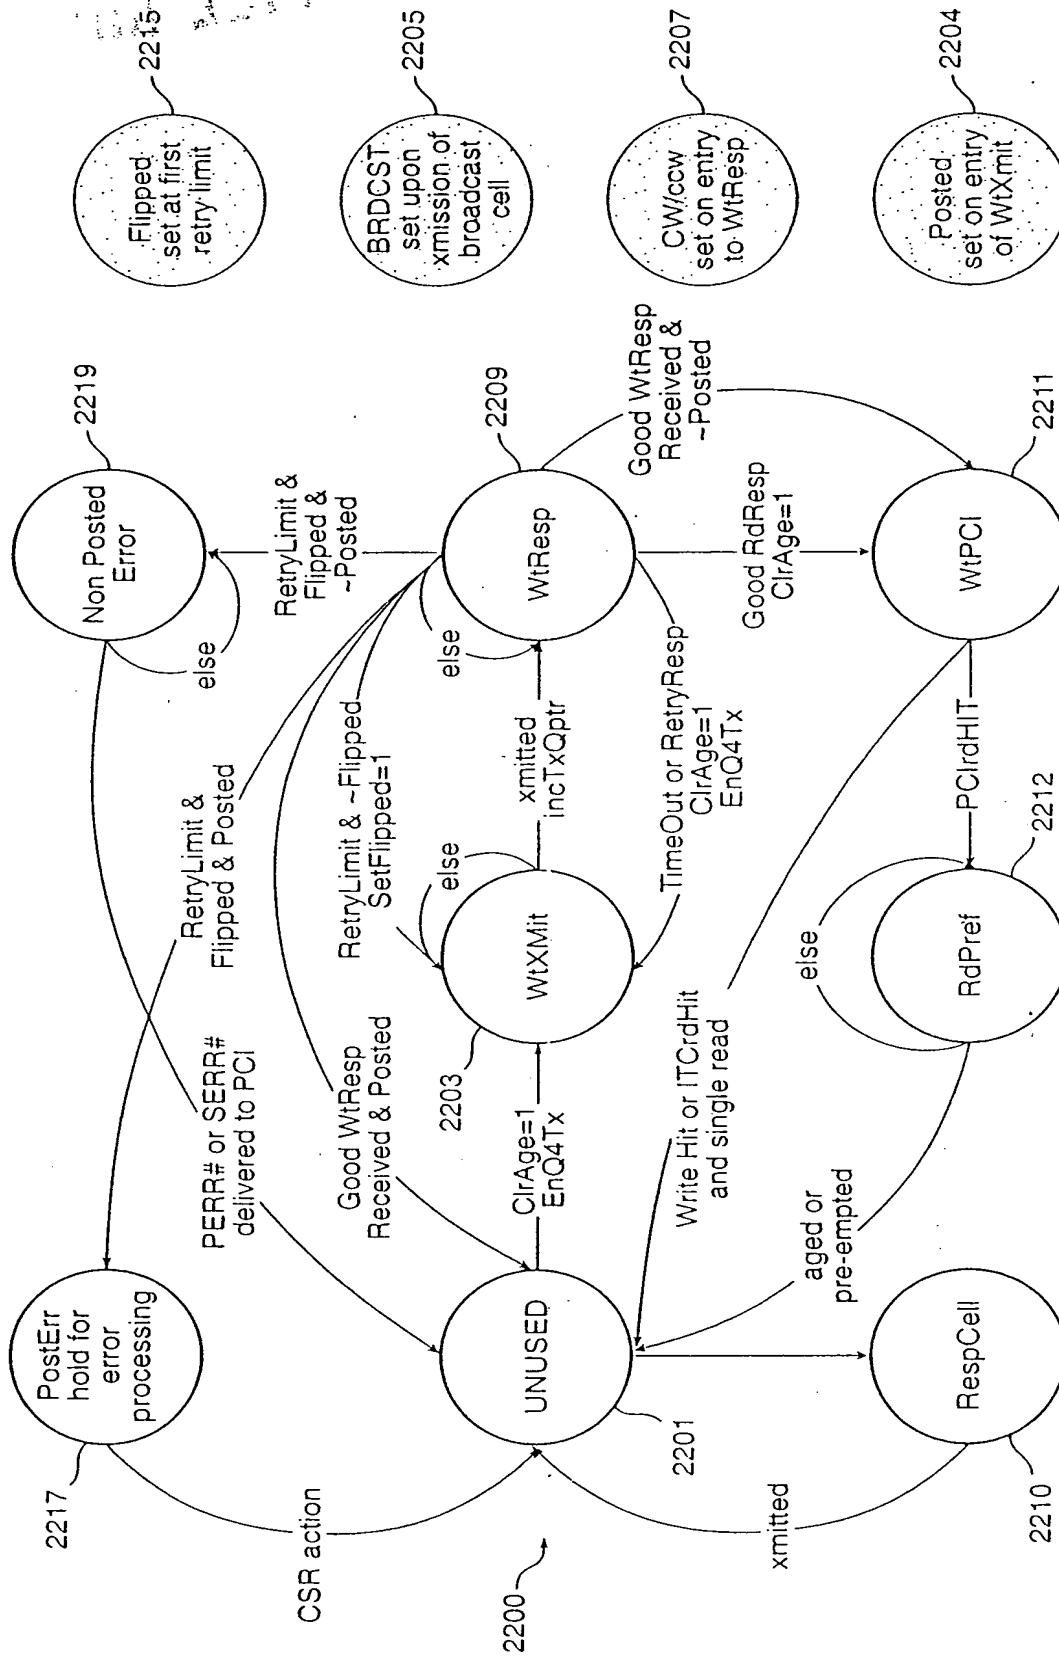 2217
PostErr
hold for
error
processing
CSR action
PERR# or SERR#
delivered to PCI
RetryLimit &
Flipped & Posted
2219
Non Posted
Error
else
RetryLimit &
Flipped &
~Posted
Good WtResp
Received & Posted
RetryLimit & ~Flipped
SetFlipped=1
2200
2201
UNUSED
ClrAge=1
EnQ4Tx
2203
WtXMit
else
xmitted
incTxQptr
2209
WtResp
else
Good WtResp
Received &
~Posted
TimeOut or RetryResp
ClrAge=1
EnQ4Tx
Good RdResp
ClrAge=1
Write Hit or ITCrdHit
and single read
xmitted
2210
RespCell
aged or
pre-empted
else
RdPref
2212
PCIrdHIT
WtPCI
2211
Flipped
set at first
retry limit
2215
BRDCST
set upon
xmission of
broadcast
cell
2205
CW/ccw
set on entry
to WtResp
2207
Posted
set on entry
of WtXmit
2204